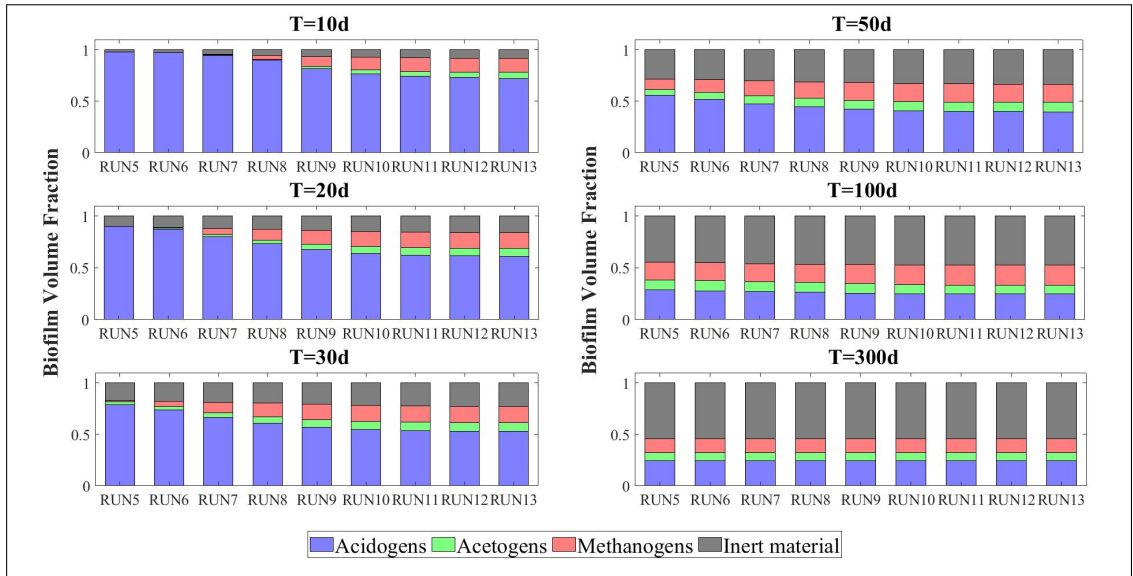 T=10d
1
0.5
0
RUN5 RUN6 RUN7 RUN8 RUN9 RUN10 RUN11 RUN12 RUN13
T=20d
1
0.5
0
RUN5 RUN6 RUN7 RUN8 RUN9 RUN10 RUN11 RUN12 RUN13
T=30d
1
0.5
0
RUN5 RUN6 RUN7 RUN8 RUN9 RUN10 RUN11 RUN12 RUN13
Biofilm Volume Fraction
T=50d
1
0.5
0
RUN5 RUN6 RUN7 RUN8 RUN9 RUN10 RUN11 RUN12 RUN13
T=100d
1
0.5
0
RUN5 RUN6 RUN7 RUN8 RUN9 RUN10 RUN11 RUN12 RUN13
T=300d
1
0.5
0
RUN5 RUN6 RUN7 RUN8 RUN9 RUN10 RUN11 RUN12 RUN13
Biofilm Volume Fraction
Acidogens Acetogens Methanogens Inert material